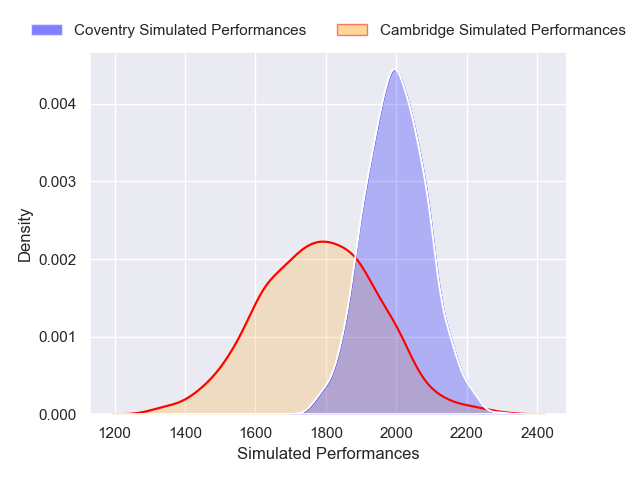 Coventry Simulated Performances Cambridge Simulated Performances
0.004
0.003
0.002
0.001
0.000
Density
1200 1400 1600 1800 2000 2200 2400
Simulated Performances